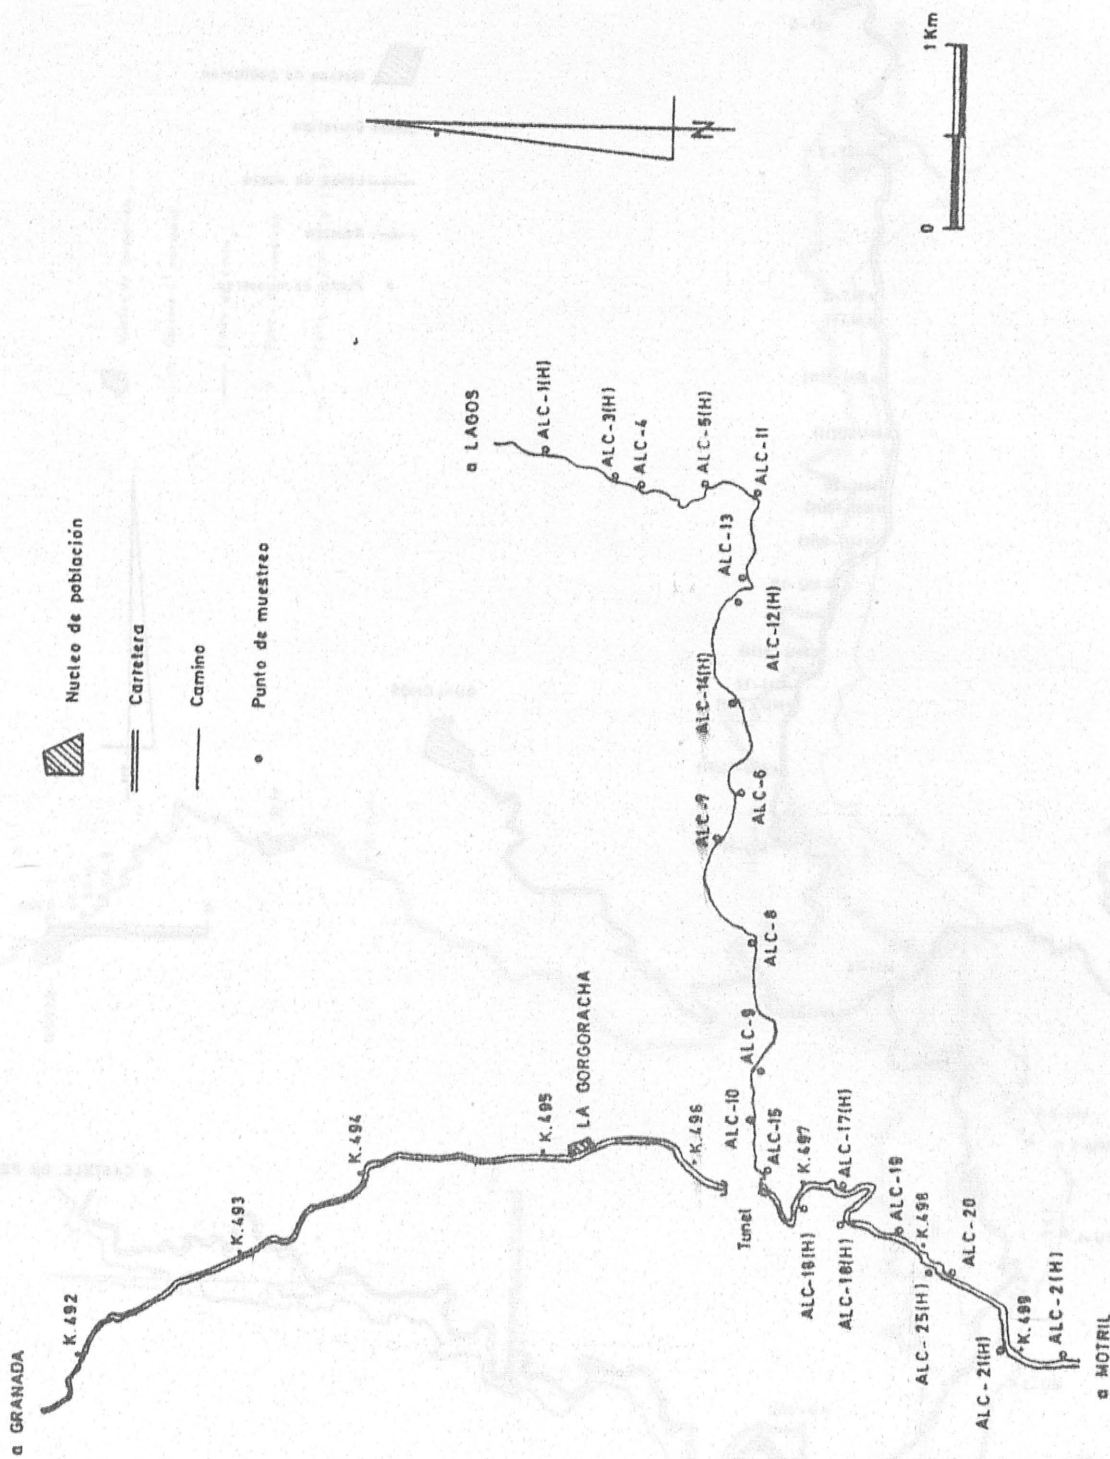 a GRANADA
K.492
K.493
K.494
K.495
LA GORGORACHA
K.496
Tunel
ALC-10
ALC-15
ALC-9
K.497
ALC-16(H)
ALC-17(H)
ALC-18(H)
ALC-19
K.498
ALC-20
ALC-25(H)
ALC-21(H)
K.499
ALC-2(H)
a MOTRIL
ALC-8
ALC-7
ALC-6
ALC-14(H)
ALC-12(H)
ALC-13
ALC-11
ALC-5(H)
ALC-4
ALC-3(H)
ALC-1(H)
a LAGOS
Nucleo de población
Carretera
Camino
Punto de muestreo
N
0
1Km